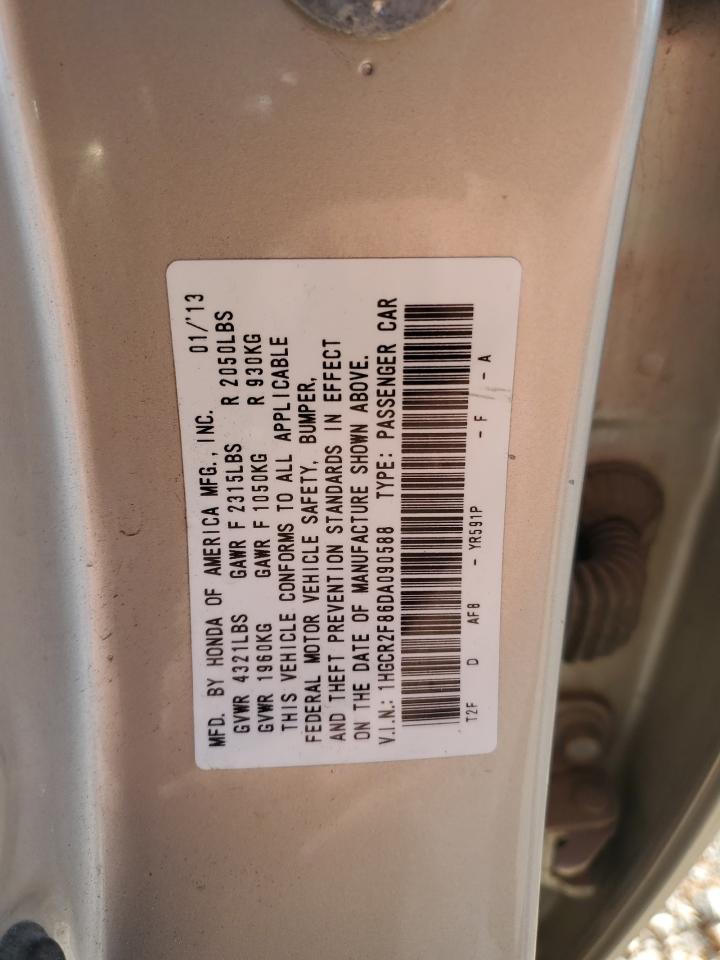 MFD. BY HONDA OF AMERICA MFG., INC. 01/'13
GVWR 4321LBS GAWR F 2315LBS R 2050LBS
GVWR 1960KG GAWR F 1050KG R 930KG
THIS VEHICLE CONFORMS TO ALL APPLICABLE
FEDERAL MOTOR VEHICLE SAFETY, BUMPER,
AND THEFT PREVENTION STANDARDS IN EFFECT
ON THE DATE OF MANUFACTURE SHOWN ABOVE.
V.I.N.: 1HGCR2F86DA090588 TYPE: PASSENGER CAR
T2F D AF8 - YR591P - F - A